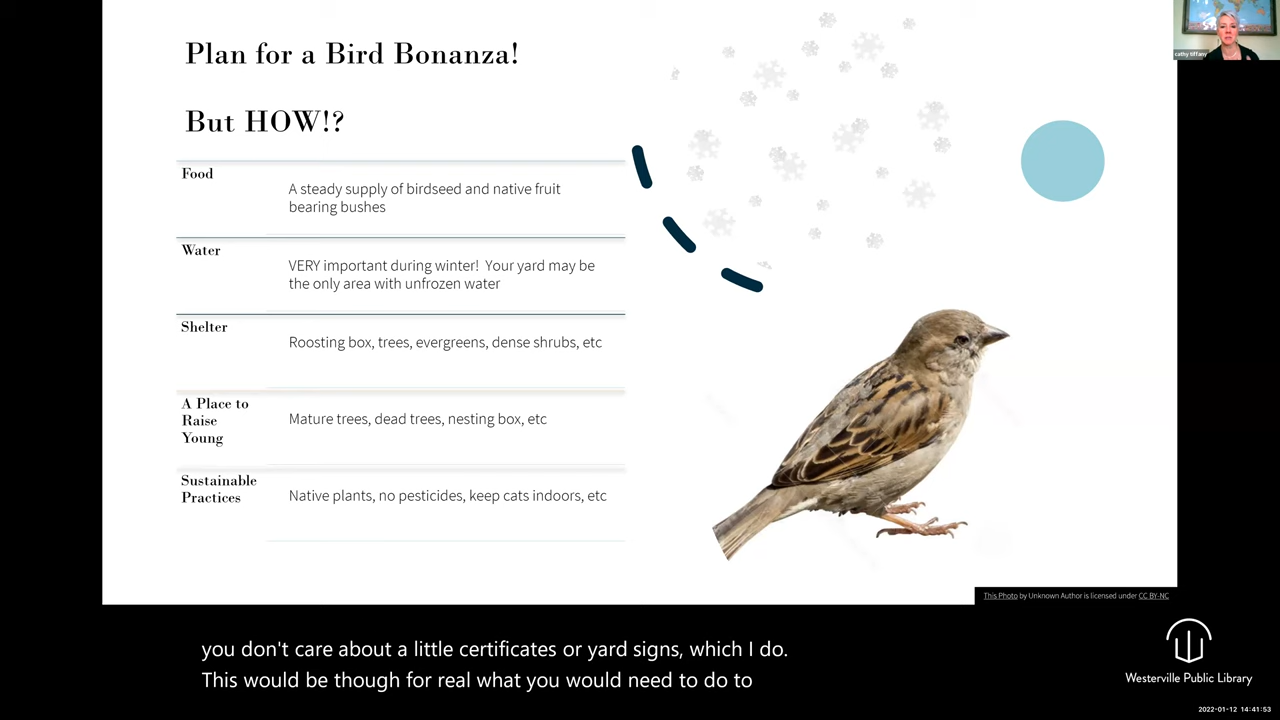 cathy tiffany
Plan for a Bird Bonanza!
But HOW!?
Food
A steady supply of birdseed and native fruit
bearing bushes
Water
VERY important during winter! Your yard may be
the only area with unfrozen water
Shelter
Roosting box, trees, evergreens, dense shrubs, etc
A Place to
Raise
Young
Mature trees, dead trees, nesting box, etc
Sustainable
Practices
Native plants, no pesticides, keep cats indoors, etc
This Photo by Unknown Author is licensed under CC BY-NC
you don't care about a little certificates or yard signs, which I do.
This would be though for real what you would need to do to
Westerville Public Library
2022-01-12 14:41:53